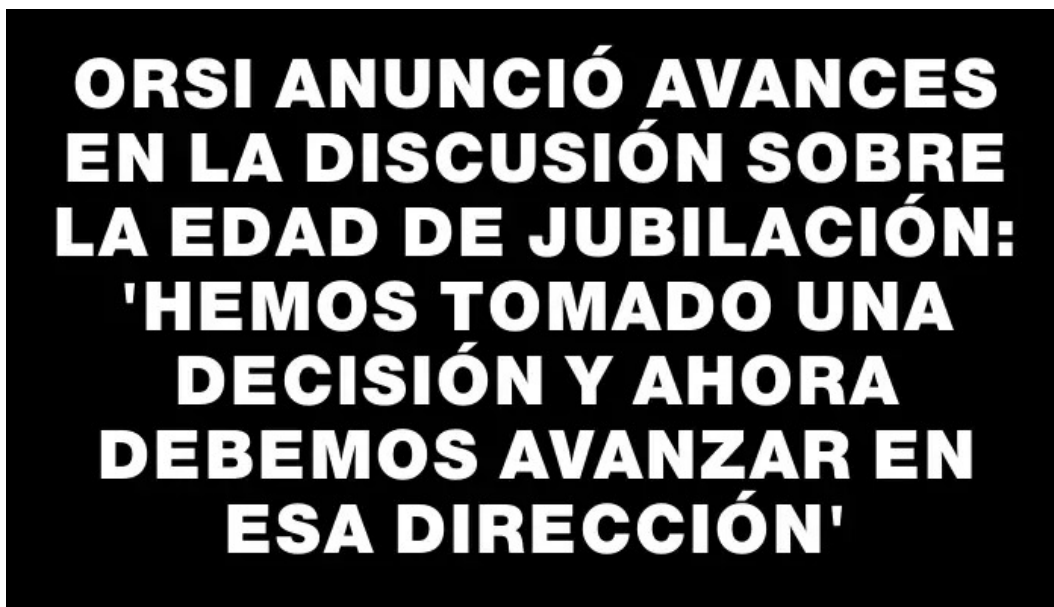 ORSI ANUNCIÓ AVANCES
EN LA DISCUSIÓN SOBRE
LA EDAD DE JUBILACIÓN:
'HEMOS TOMADO UNA
DECISIÓN Y AHORA
DEBEMOS AVANZAR EN
ESA DIRECCIÓN'